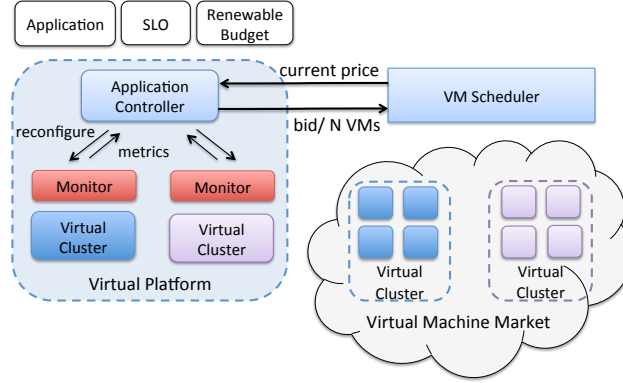 Application
SLO
Renewable
Budget
Application
Controller
current price
bid/ N VMs
VM Scheduler
reconfigure
metrics
Monitor
Monitor
Virtual
Cluster
Virtual
Cluster
Virtual Platform
Virtual
Cluster
Virtual
Cluster
Virtual Machine Market